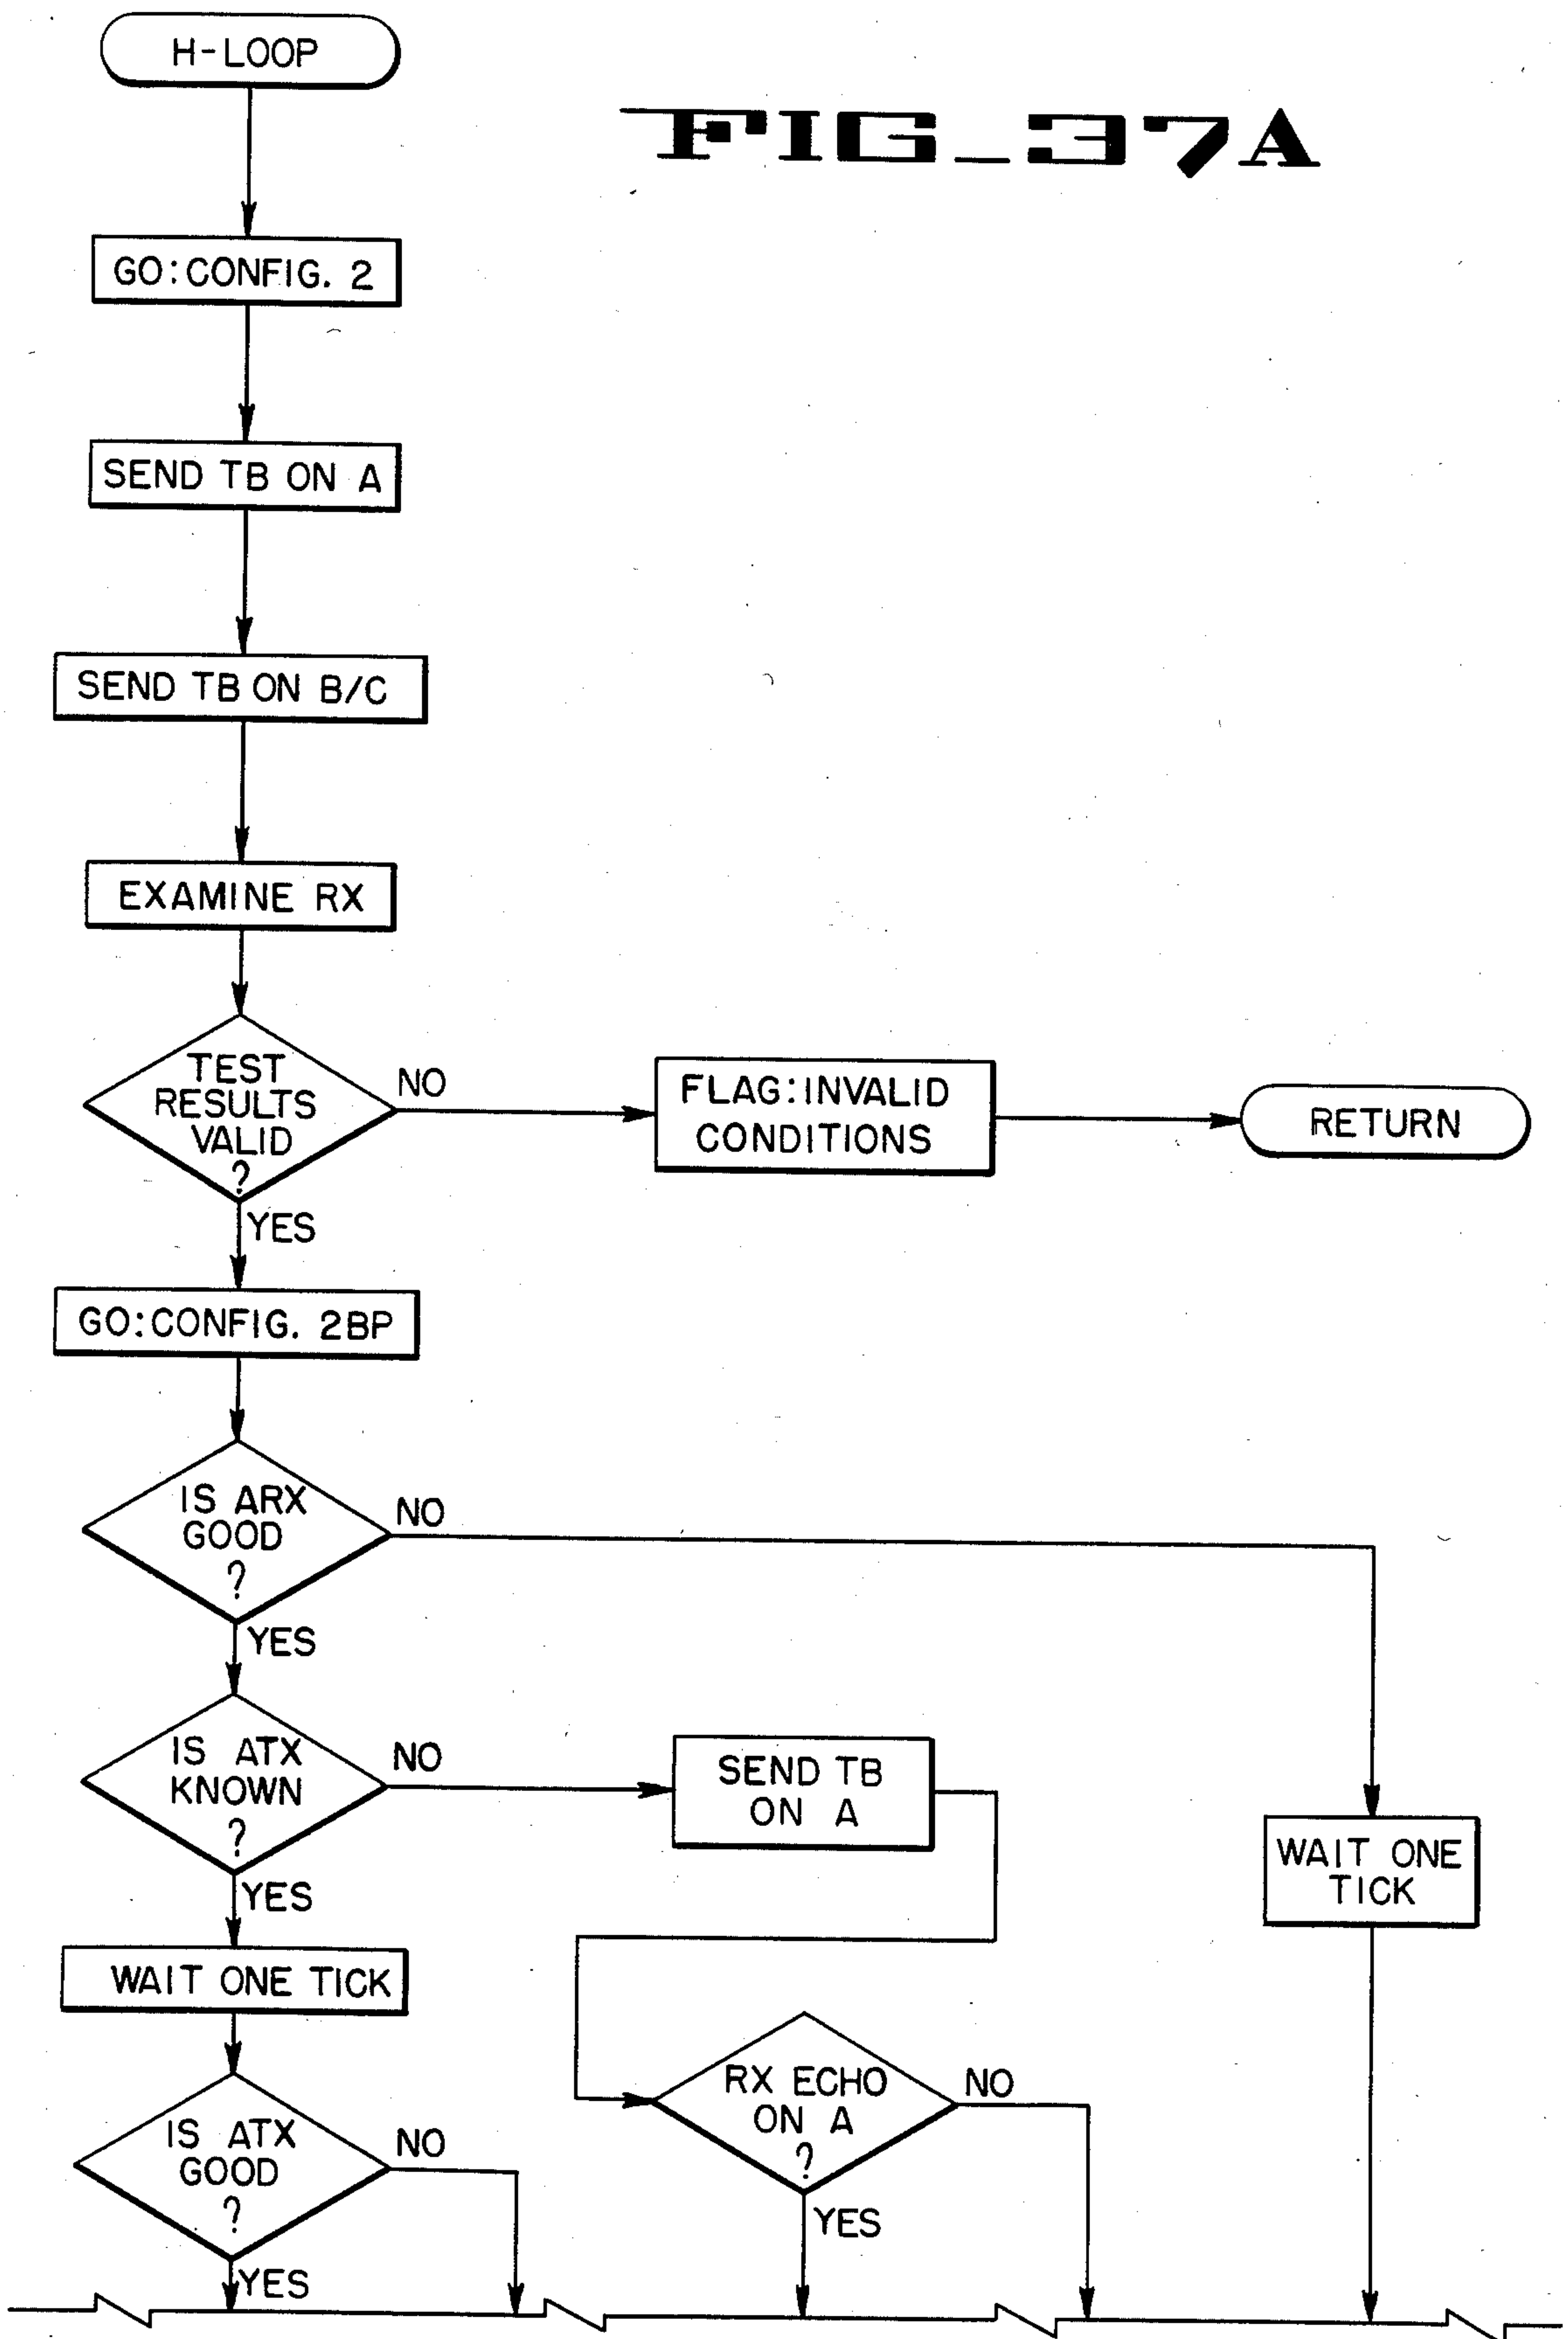 H-LOOP
FIG_37A
GO:CONFIG. 2
SEND TB ON A
SEND TB ON B/C
EXAMINE RX
TEST
RESULTS
VALID
?
NO
FLAG:INVALID
CONDITIONS
RETURN
YES
GO:CONFIG. 2BP
IS ARX
GOOD
?
NO
YES
IS ATX
KNOWN
?
NO
SEND TB
ON A
WAIT ONE
TICK
YES
WAIT ONE TICK
RX ECHO
ON A
?
NO
YES
IS ATX
GOOD
?
NO
YES